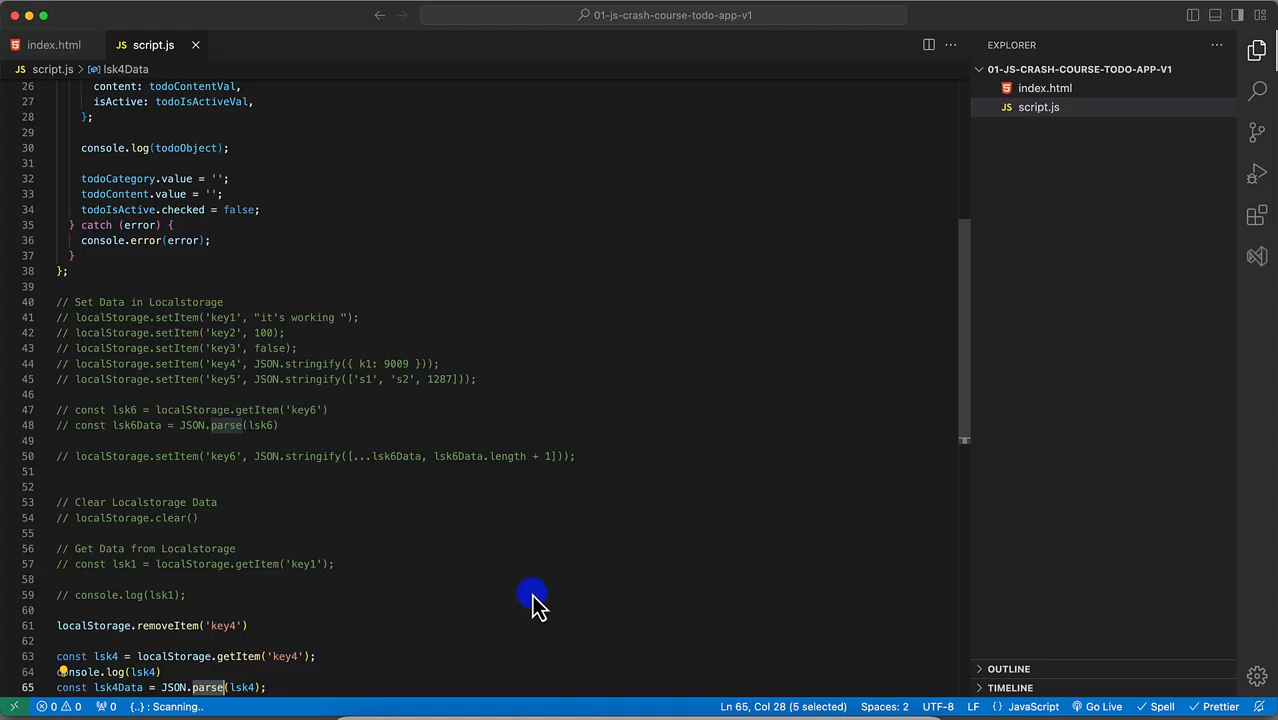 01-js-crash-course-todo-app-v1
index.html
JS script.js
EXPLORER
JS script.js > lsk4Data
01-JS-CRASH-COURSE-TODO-APP-V1
index.html
JS script.js
26 content: todoContentVal,
27 isActive: todoIsActiveVal,
28 };
29
30 console.log(todoObject);
31
32 todoCategory.value = '';
33 todoContent.value = '';
34 todoIsActive.checked = false;
35 } catch (error) {
36 console.error(error);
37 }
38 };
39
40 // Set Data in Localstorage
41 // localStorage.setItem('key1', "it's working ");
42 // localStorage.setItem('key2', 100);
43 // localStorage.setItem('key3', false);
44 // localStorage.setItem('key4', JSON.stringify({ k1: 9009 }));
45 // localStorage.setItem('key5', JSON.stringify(['s1', 's2', 1287]));
46
47 // const lsk6 = localStorage.getItem('key6')
48 // const lsk6Data = JSON.parse(lsk6)
49
50 // localStorage.setItem('key6', JSON.stringify([...lsk6Data, lsk6Data.length + 1]));
51
52
53 // Clear Localstorage Data
54 // localStorage.clear()
55
56 // Get Data from Localstorage
57 // const lsk1 = localStorage.getItem('key1');
58
59 // console.log(lsk1);
60
61 localStorage.removeItem('key4')
62
63 const lsk4 = localStorage.getItem('key4');
64 onsole.log(lsk4)
65 const lsk4Data = JSON.parse(lsk4);
OUTLINE
TIMELINE
0 0 0 {..} : Scanning.. Ln 65, Col 28 (5 selected) Spaces: 2 UTF-8 LF {} JavaScript Go Live Spell Prettier